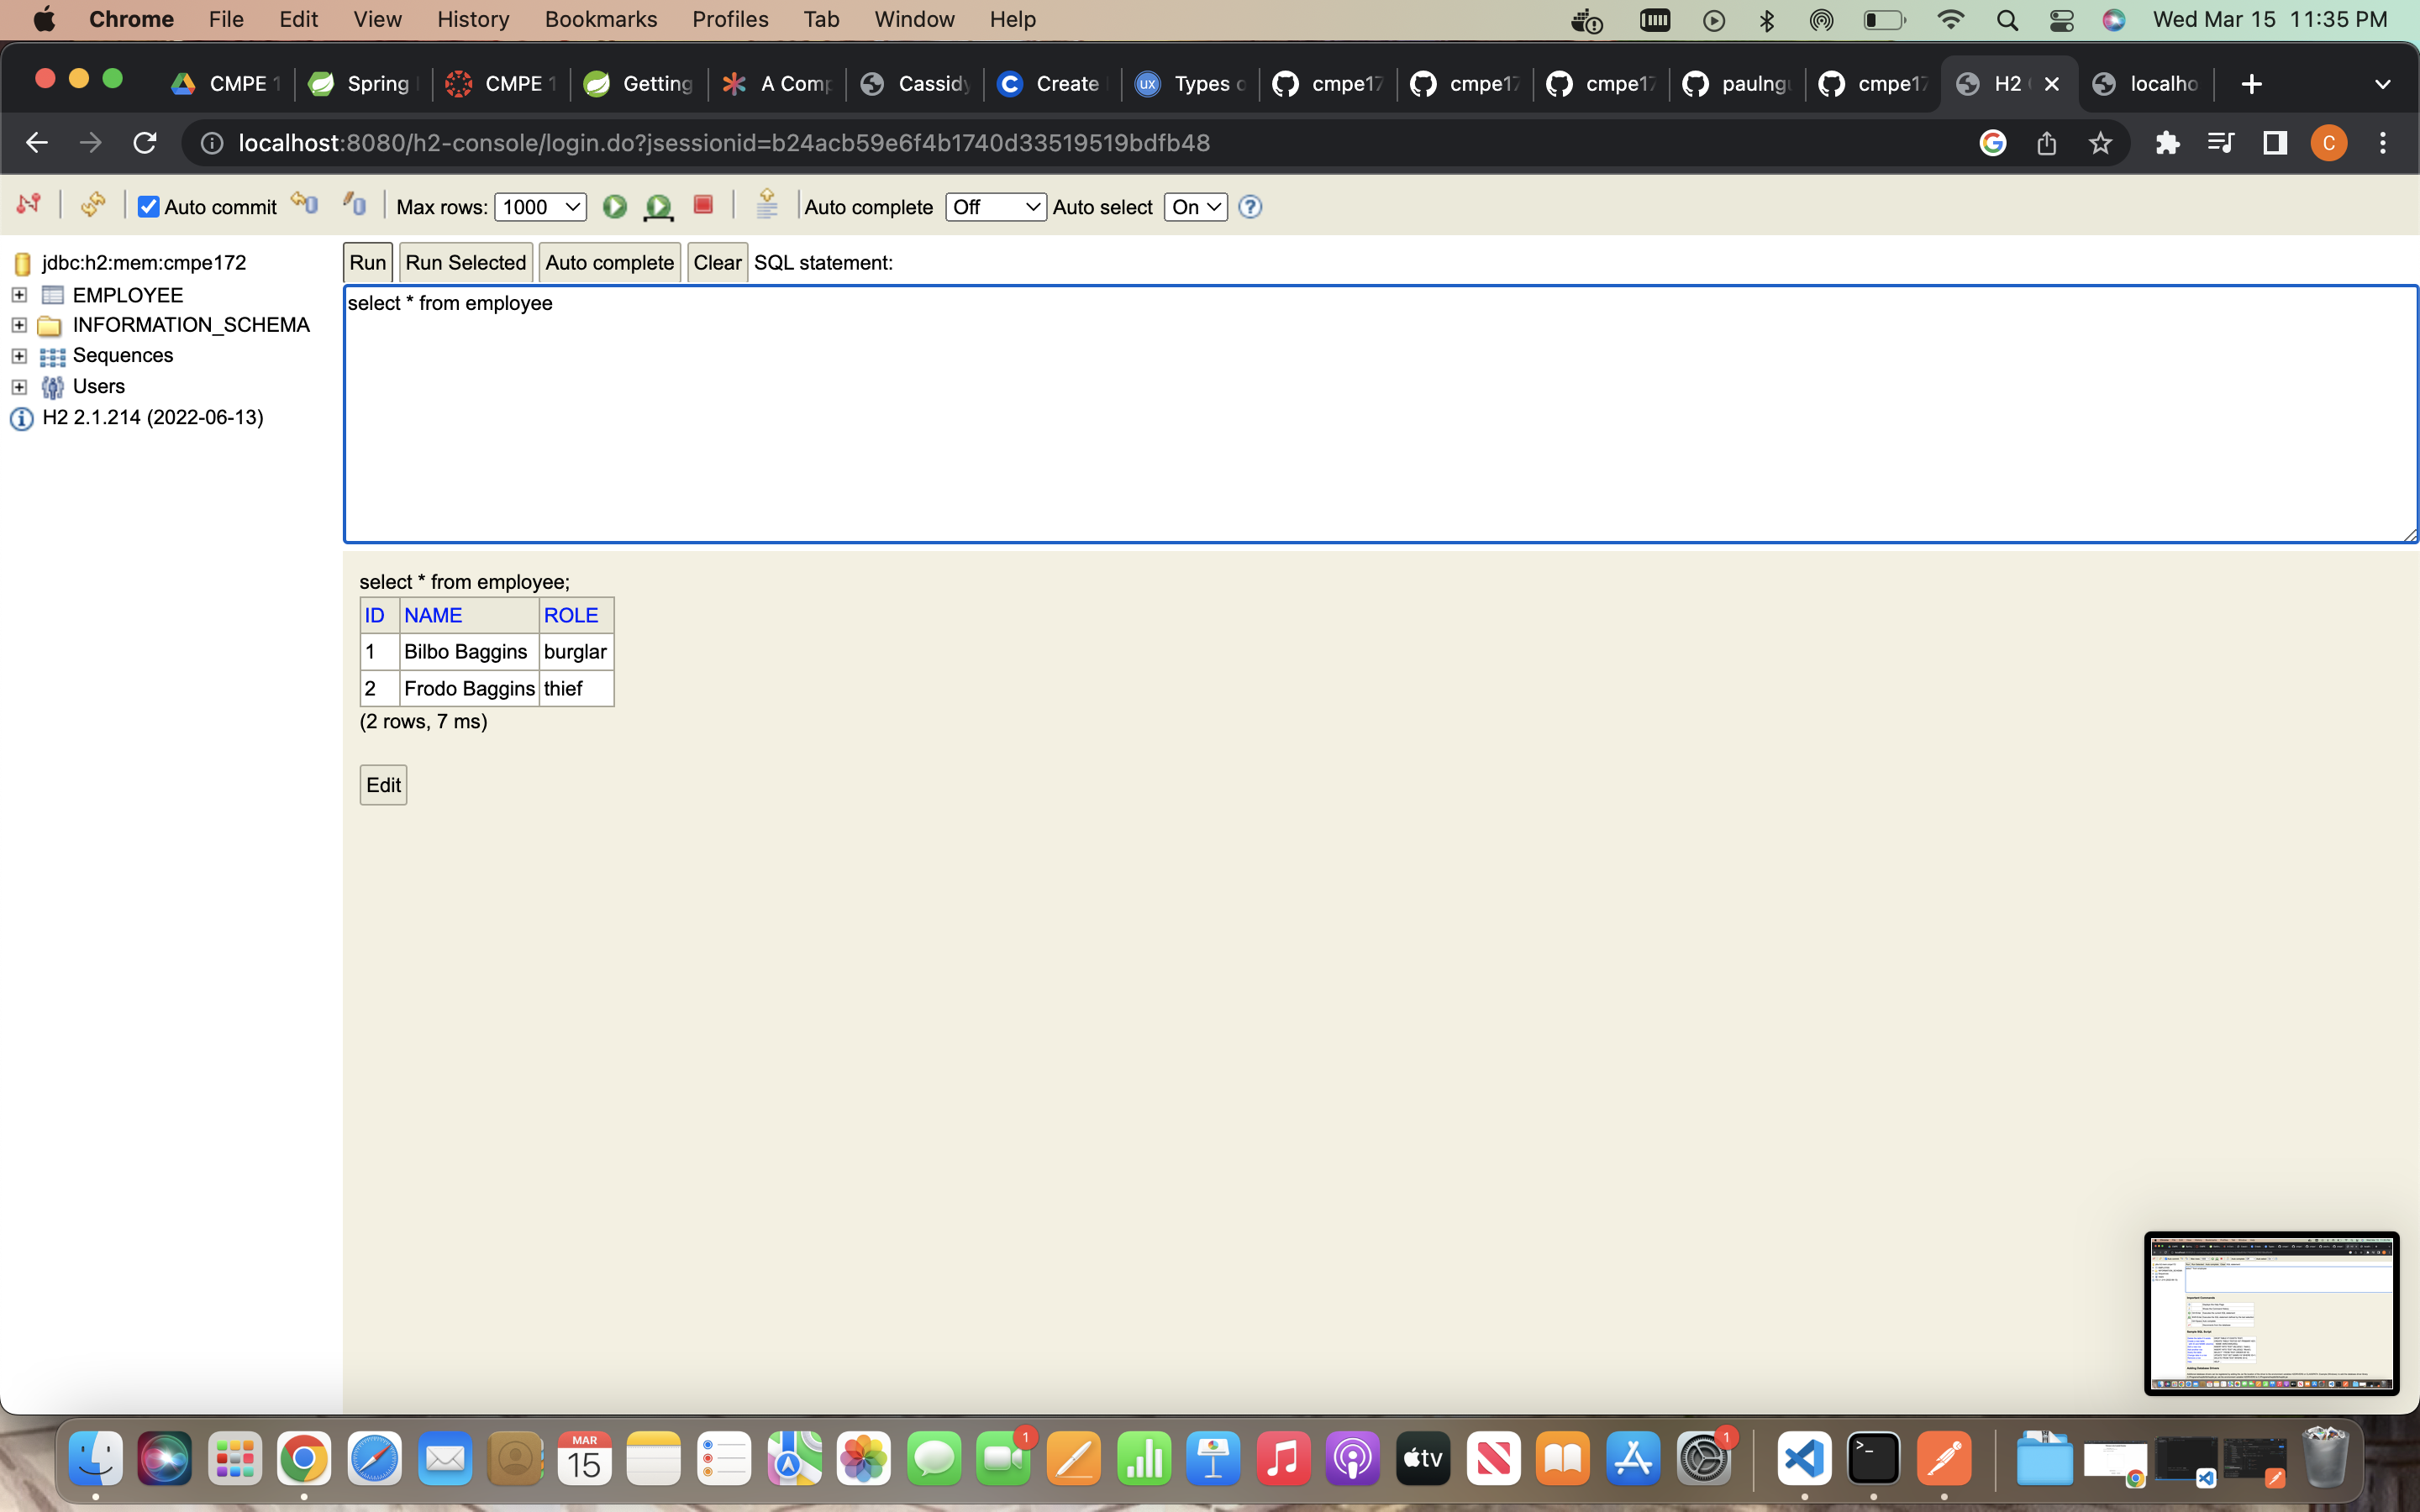 Chrome File Edit View History Bookmarks Profiles Tab Window Help Wed Mar 15 11:35 PM
CMPE 1 Spring CMPE 1 Getting A Comp Cassidy Create Types o cmpe17 cmpe17 cmpe17 paulngu cmpe17 H2 localho
localhost:8080/h2-console/login.do?jsessionid=b24acb59e6f4b1740d33519519bdfb48 C
Auto commit Max rows: 1000 Auto complete Off Auto select On
jdbc:h2:mem:cmpe172
EMPLOYEE
INFORMATION_SCHEMA
Sequences
Users
H2 2.1.214 (2022-06-13)
Run Run Selected Auto complete Clear SQL statement:
select * from employee
select * from employee;
ID NAME ROLE
1 Bilbo Baggins burglar
2 Frodo Baggins thief
(2 rows, 7 ms)
Edit
MAR
15
1
tv
1